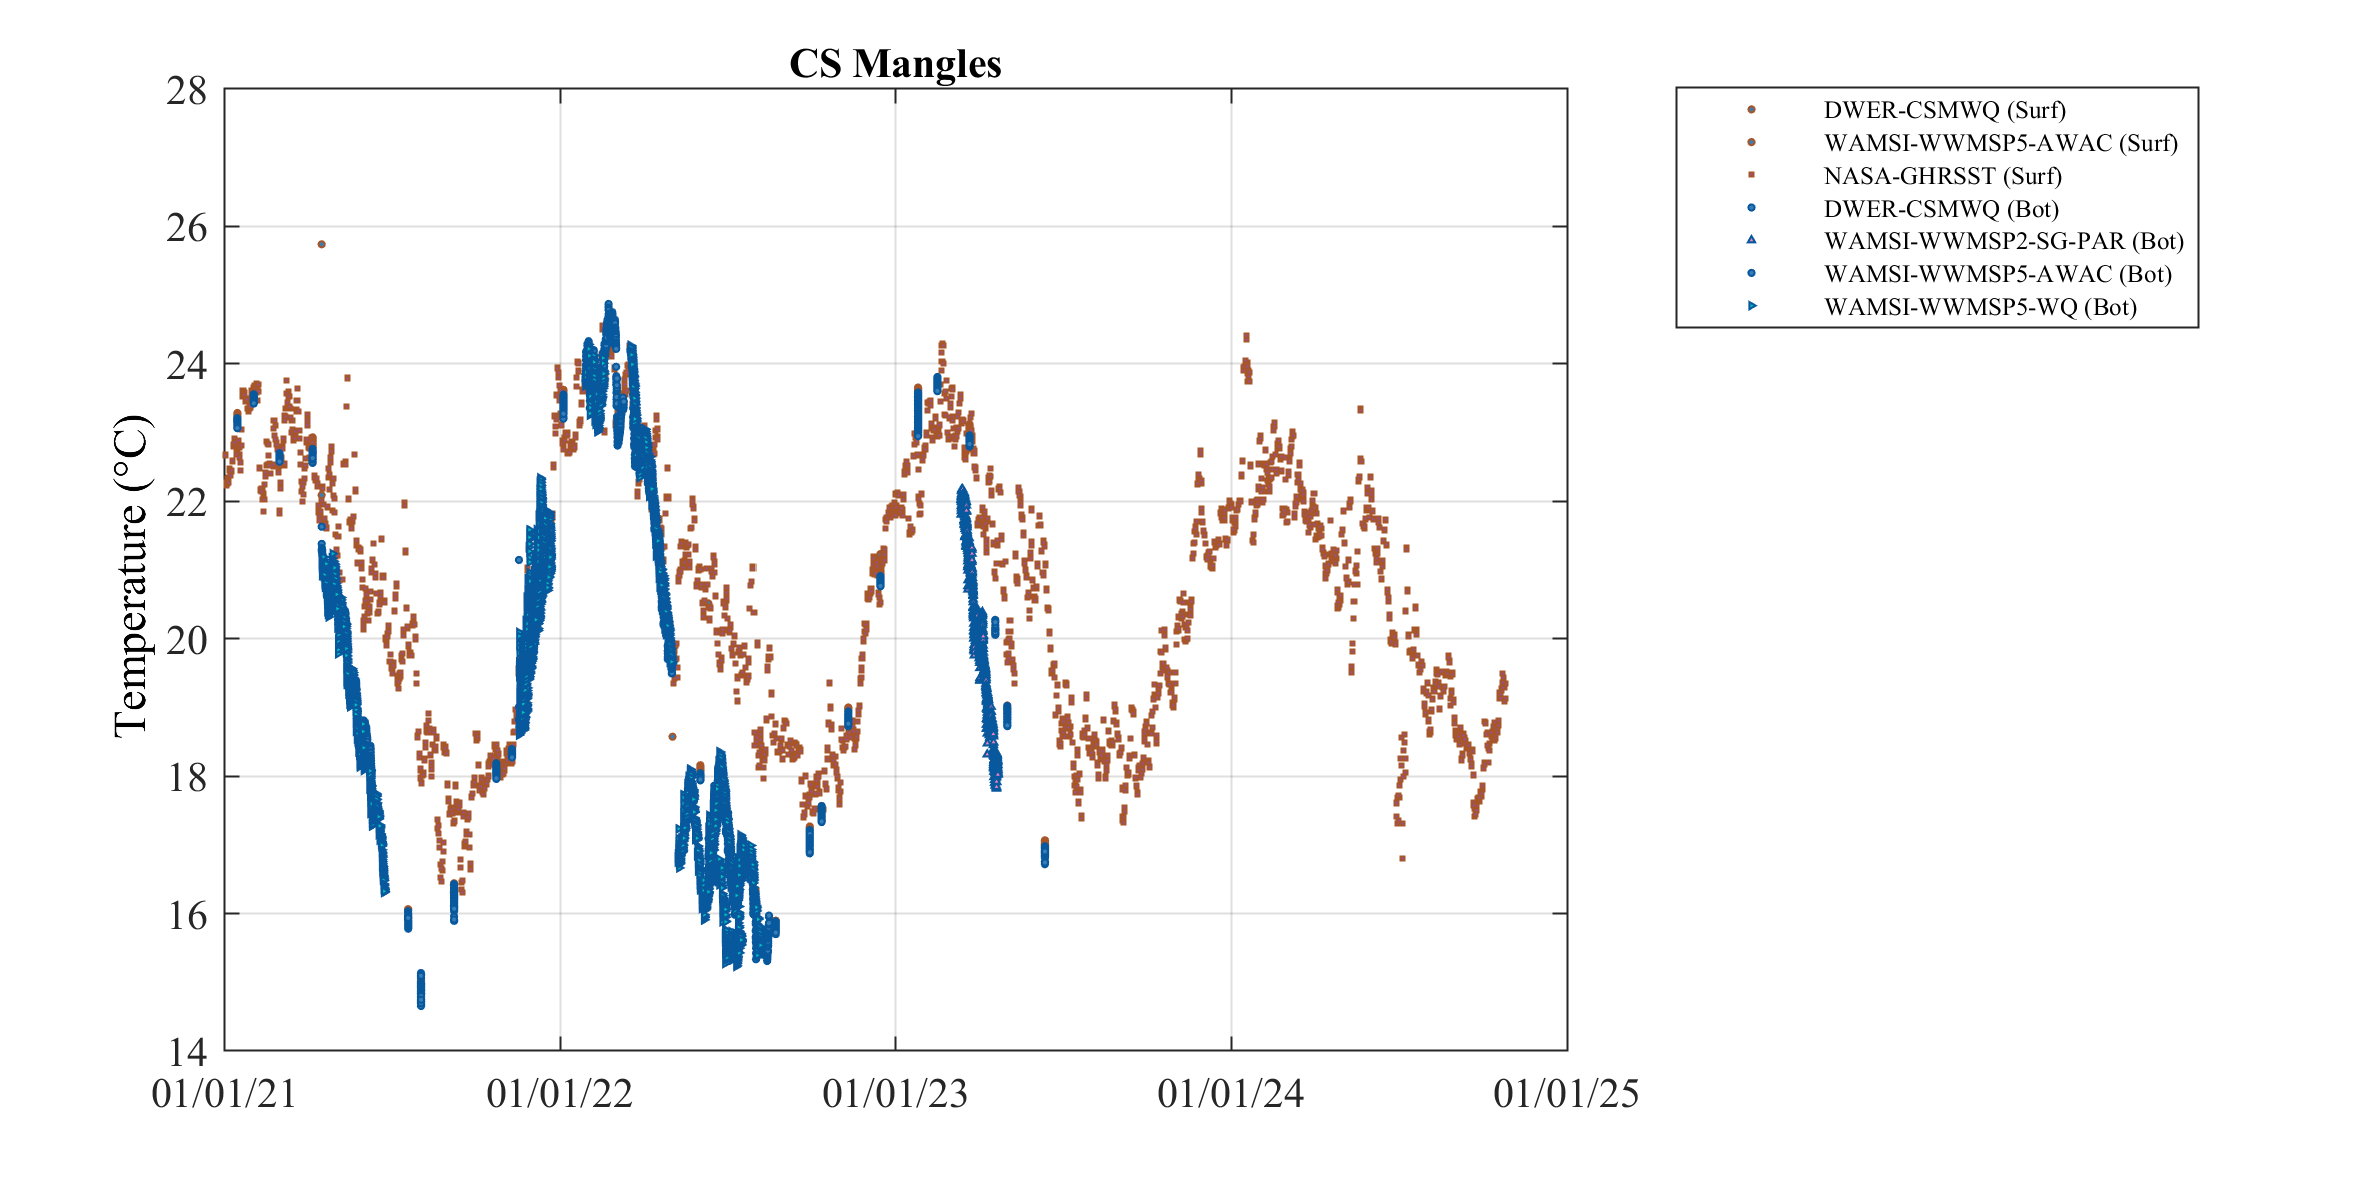 CS Mangles
28
26
24
22
20
18
16
14
Temperature (°C)
01/01/21
01/01/22
01/01/23
01/01/24
01/01/25
DWER-CSMWQ (Surf)
WAMSI-WWMSP5-AWAC (Surf)
NASA-GHRSST (Surf)
DWER-CSMWQ (Bot)
WAMSI-WWMSP2-SG-PAR (Bot)
WAMSI-WWMSP5-AWAC (Bot)
WAMSI-WWMSP5-WQ (Bot)